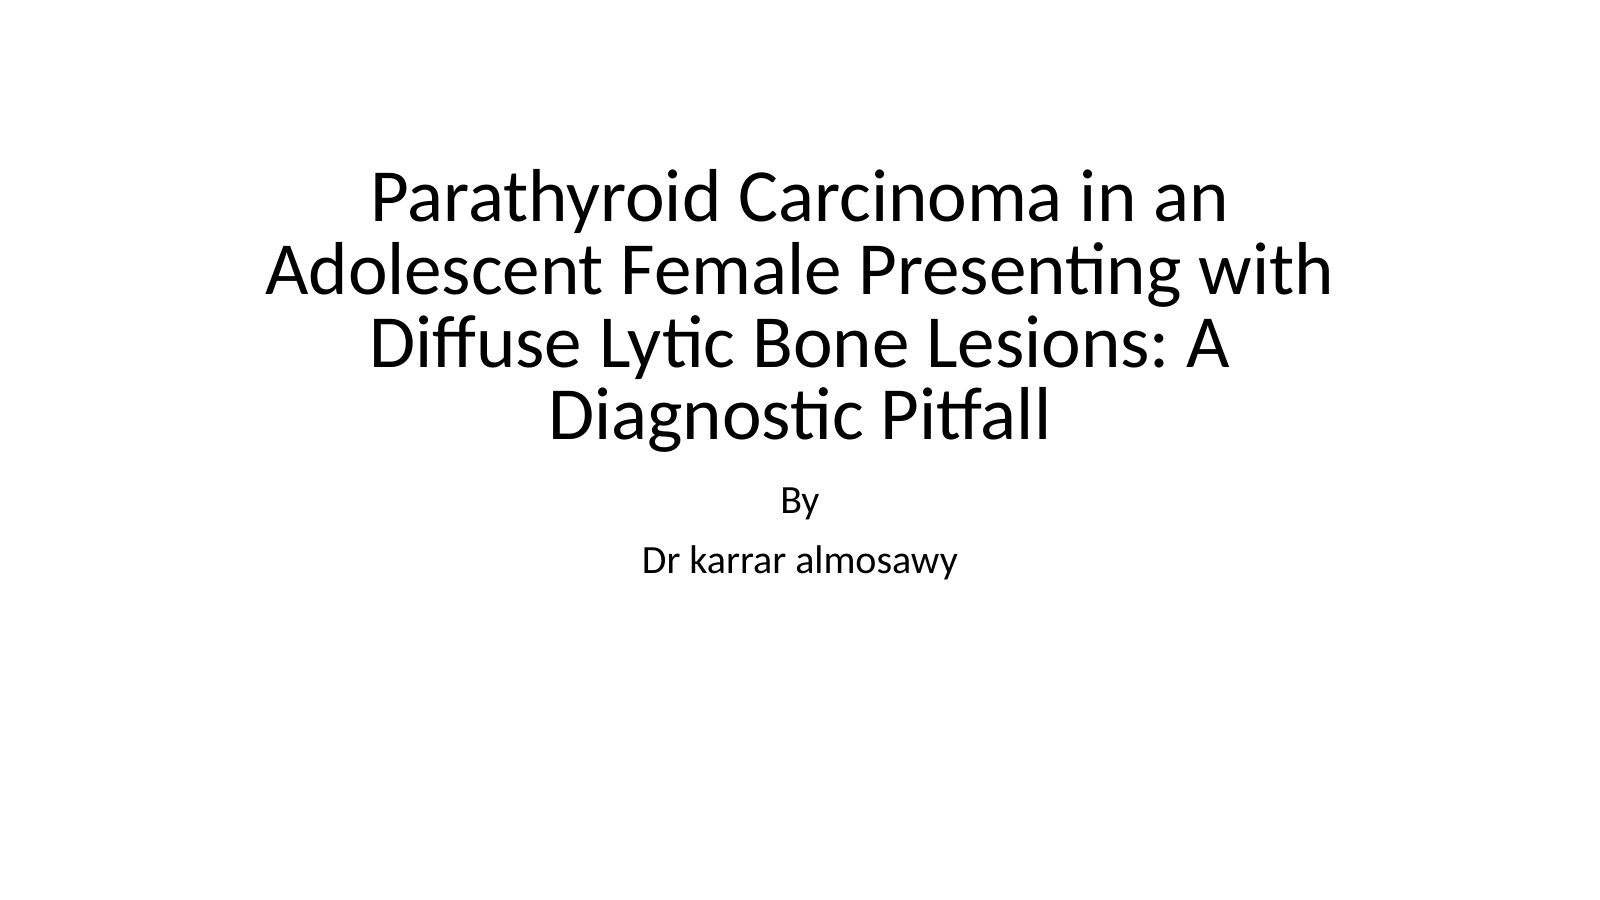 Parathyroid Carcinoma in an
Adolescent Female Presenting with
Diffuse Lytic Bone Lesions: A
Diagnostic Pitfall
By
Dr karrar almosawy